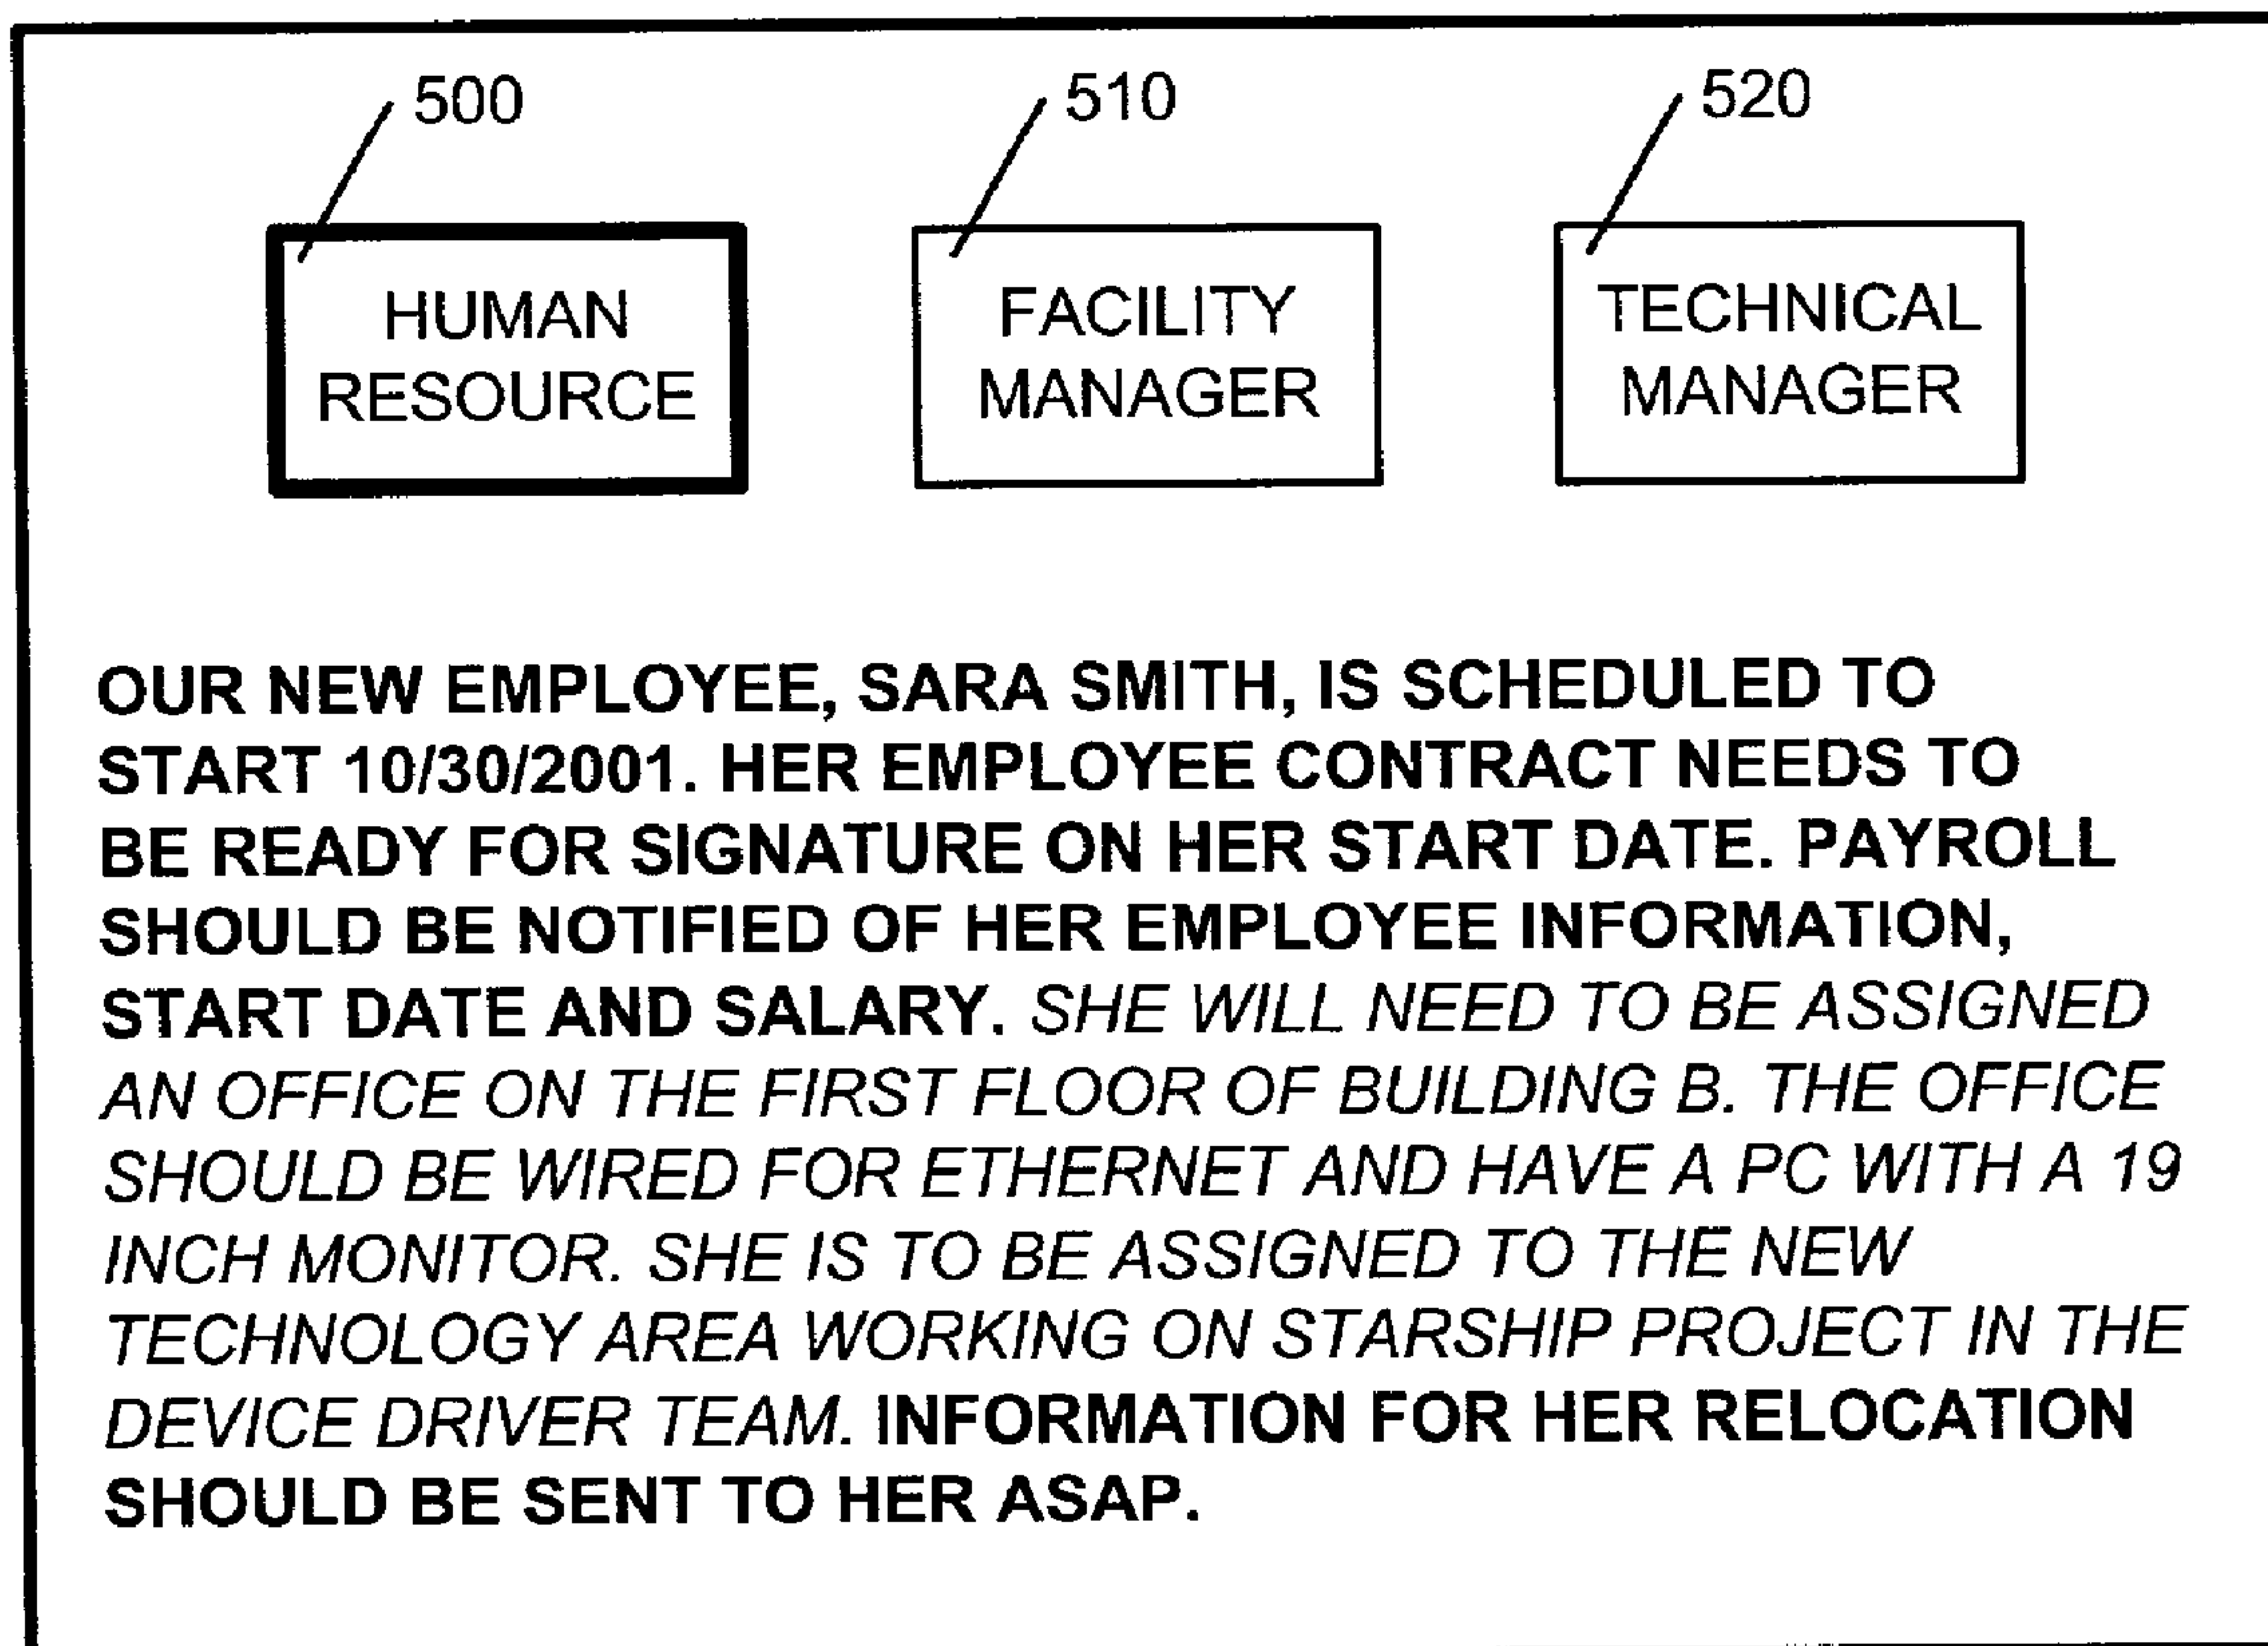 500 510 520
HUMAN FACILITY TECHNICAL
RESOURCE MANAGER MANAGER
OUR NEW EMPLOYEE, SARA SMITH, IS SCHEDULED TO
START 10/30/2001. HER EMPLOYEE CONTRACT NEEDS TO
BE READY FOR SIGNATURE ON HER START DATE. PAYROLL
SHOULD BE NOTIFIED OF HER EMPLOYEE INFORMATION,
START DATE AND SALARY. SHE WILL NEED TO BE ASSIGNED
AN OFFICE ON THE FIRST FLOOR OF BUILDING B. THE OFFICE
SHOULD BE WIRED FOR ETHERNET AND HAVE A PC WITH A 19
INCH MONITOR. SHE IS TO BE ASSIGNED TO THE NEW
TECHNOLOGY AREA WORKING ON STARSHIP PROJECT IN THE
DEVICE DRIVER TEAM. INFORMATION FOR HER RELOCATION
SHOULD BE SENT TO HER ASAP.